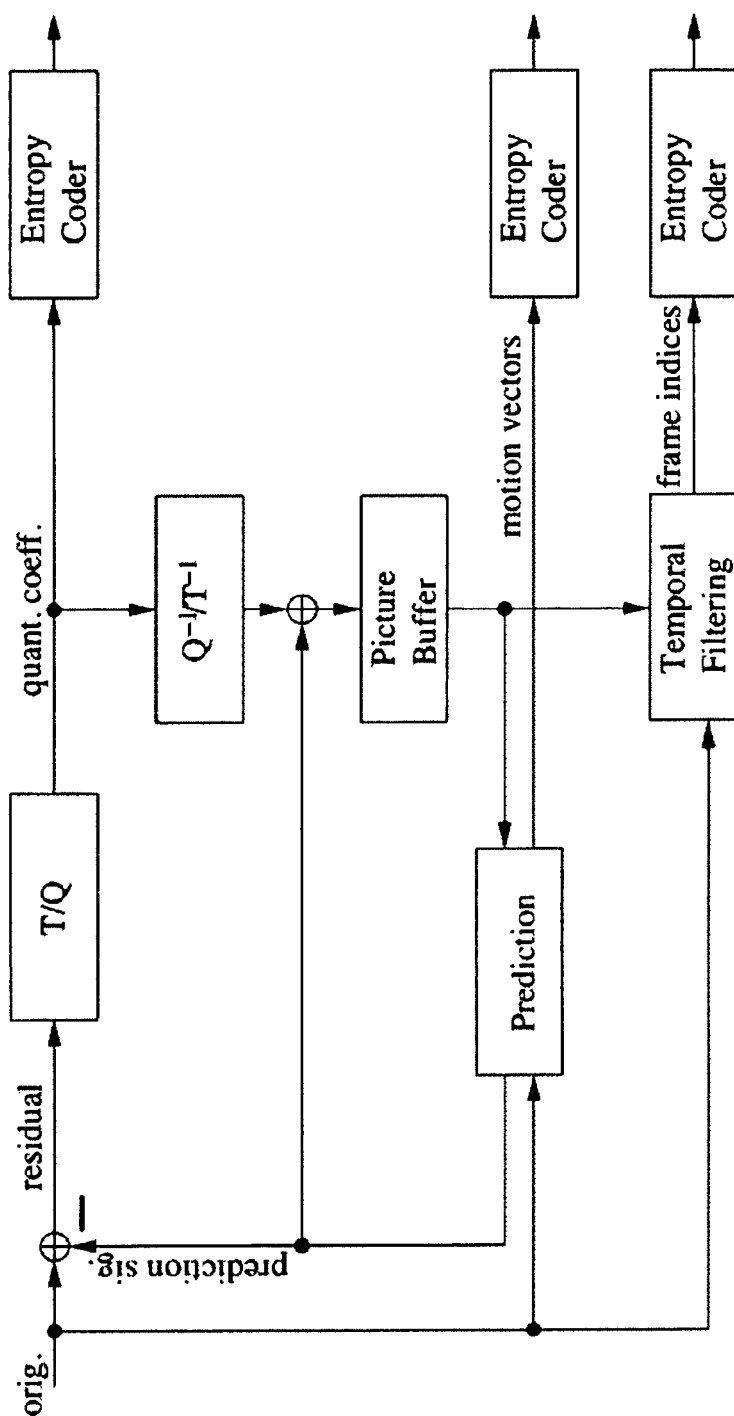 orig.
residual
T/Q
quant. coeff.
Entropy
Coder
–
prediction sig.
Q⁻¹/T⁻¹
Picture
Buffer
Prediction
motion vectors
Entropy
Coder
Temporal
Filtering
frame indices
Entropy
Coder